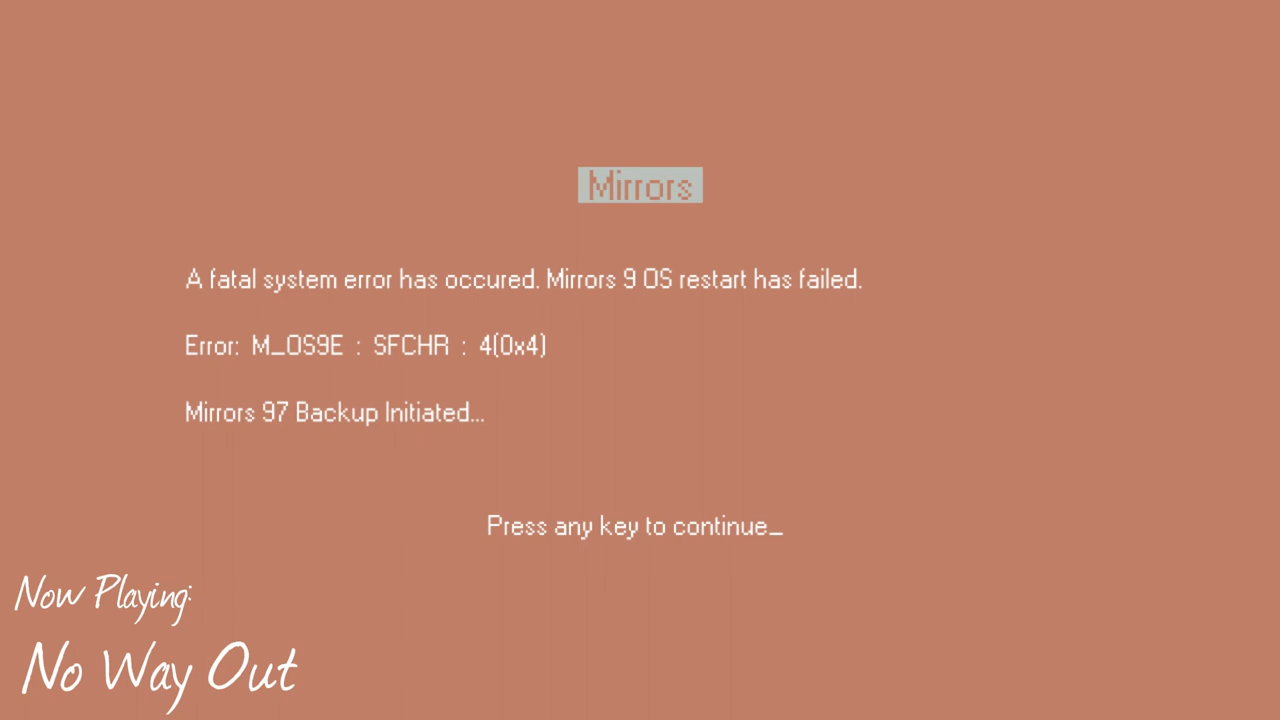 Mirrors
A fatal system error has occured. Mirrors 9 OS restart has failed.
Error: M_OS9E : SFCHR : 4(0x4)
Mirrors 97 Backup Initiated...
Press any key to continue_
Now Playing:
No Way Out